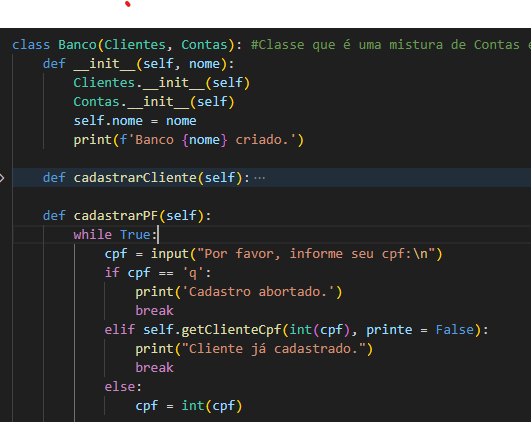 class Banco(Clientes, Contas): #Classe que é uma mistura de Contas e
def __init__(self, nome):
Clientes.__init__(self)
Contas.__init__(self)
self.nome = nome
print(f'Banco {nome} criado.')
def cadastrarCliente(self): ···
def cadastrarPF(self):
while True:
cpf = input("Por favor, informe seu cpf:\n")
if cpf == 'q':
print('Cadastro abortado.')
break
elif self.getClienteCpf(int(cpf), printe = False):
print("Cliente já cadastrado.")
break
else:
cpf = int(cpf)